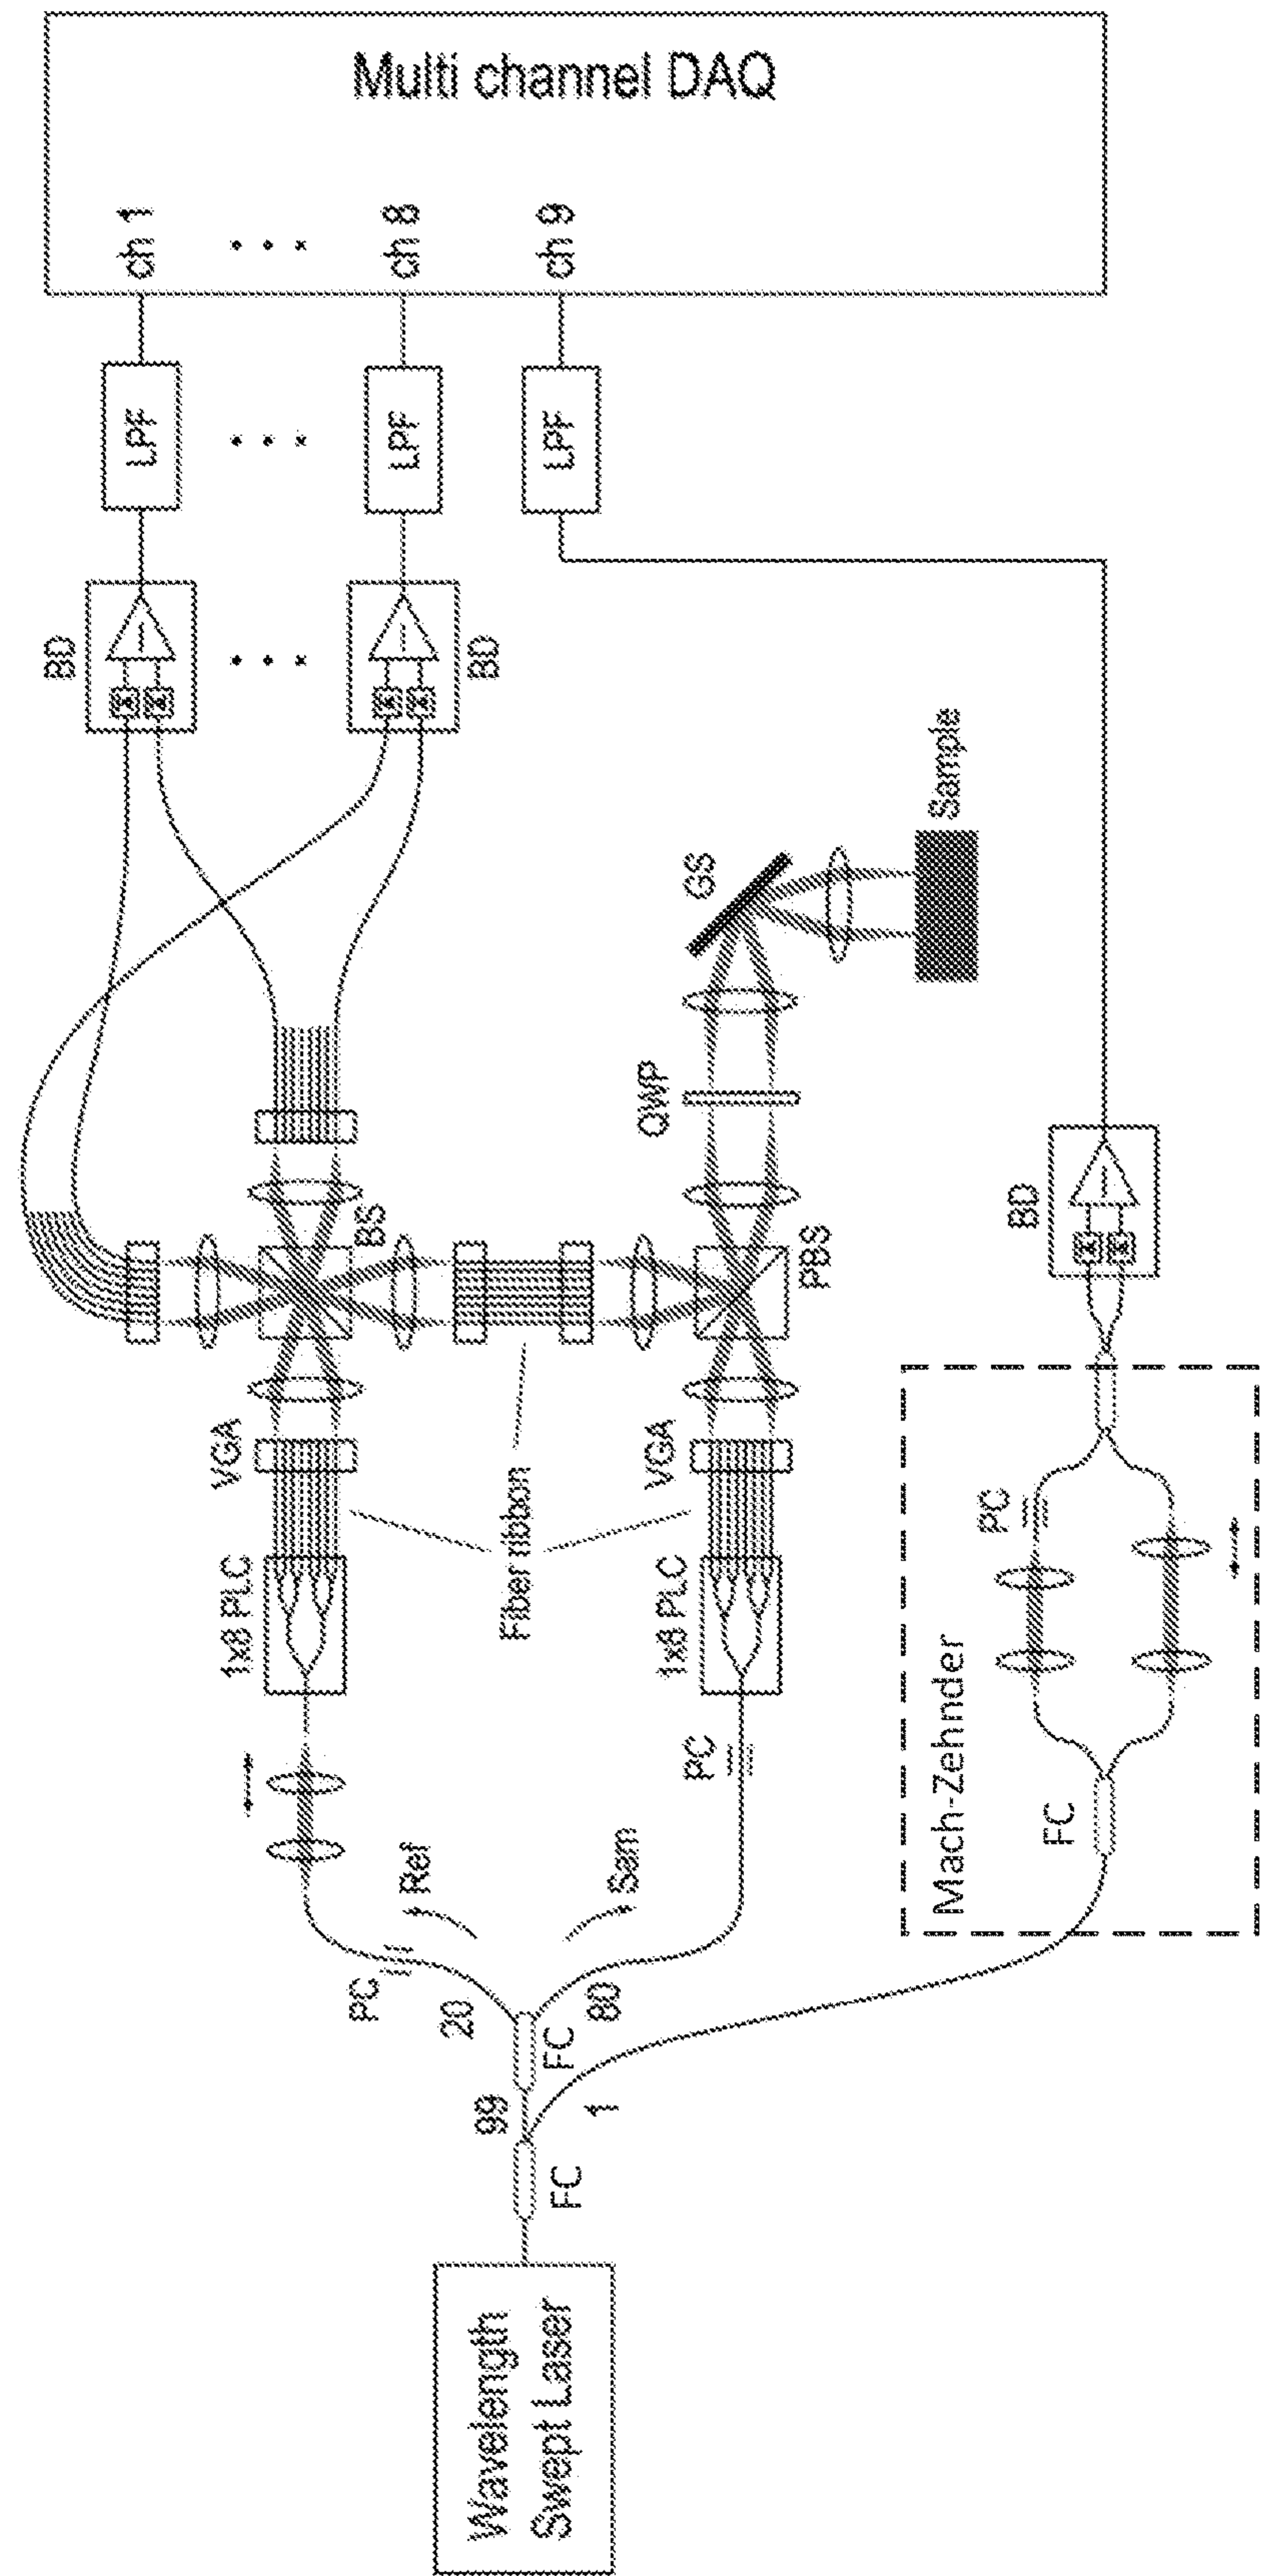 Multi channel DAQ
ch 1
ch 8
ch 9
LPF
LPF
LPF
BD
BD
GS
Sample
QWP
BS
PBS
BD
VGA
VGA
Fiber ribbon
1x8 PLC
1x8 PLC
PC
PC
Mach-Zehnder
FC
Ref
Sam
PC
20
80
FC
99
1
FC
Wavelength
Swept Laser